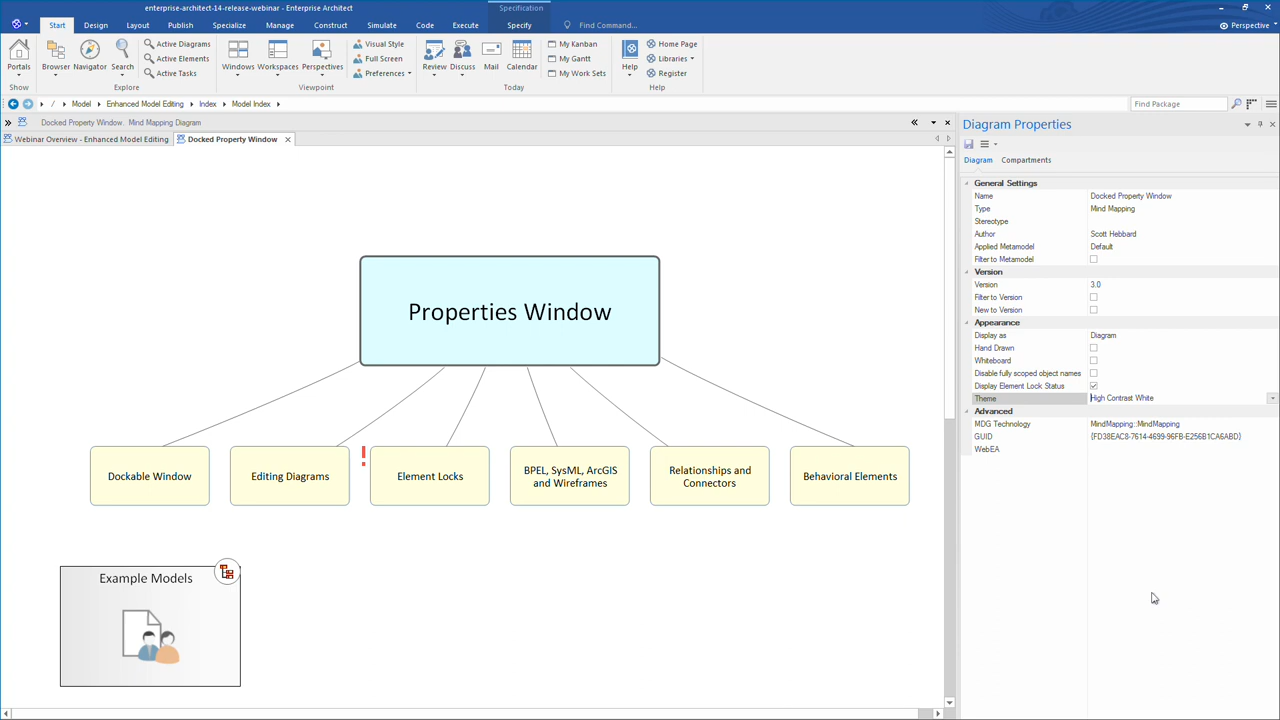 enterprise-architect-14-release-webinar - Enterprise Architect
Specification
Start
Design
Layout
Publish
Specialize
Manage
Construct
Simulate
Code
Execute
Specify
Find Command...
Perspective
Portals
Browser
Navigator
Search
Active Diagrams
Active Elements
Active Tasks
Windows
Workspaces
Perspectives
Visual Style
Full Screen
Preferences
Review
Discuss
Mail
Calendar
My Kanban
My Gantt
My Work Sets
Help
Home Page
Libraries
Register
Show
Explore
Viewpoint
Today
Help
/ Model Enhanced Model Editing Index Model Index
Find Package
Docked Property Window. Mind Mapping Diagram
Webinar Overview - Enhanced Model Editing
Docked Property Window
Properties Window
Dockable Window
Editing Diagrams
!
Element Locks
BPEL, SysML, ArcGIS
and Wireframes
Relationships and
Connectors
Behavioral Elements
Example Models
Diagram Properties
Diagram Compartments
General Settings
Name Docked Property Window
Type Mind Mapping
Stereotype
Author Scott Hebbard
Applied Metamodel Default
Filter to Metamodel
Version
Version 3.0
Filter to Version
New to Version
Appearance
Display as Diagram
Hand Drawn
Whiteboard
Disable fully scoped object names
Display Element Lock Status
Theme High Contrast White
Advanced
MDG Technology MindMapping::MindMapping
GUID {FD38EAC8-7614-4699-96FB-E256B1CA6ABD}
WebEA